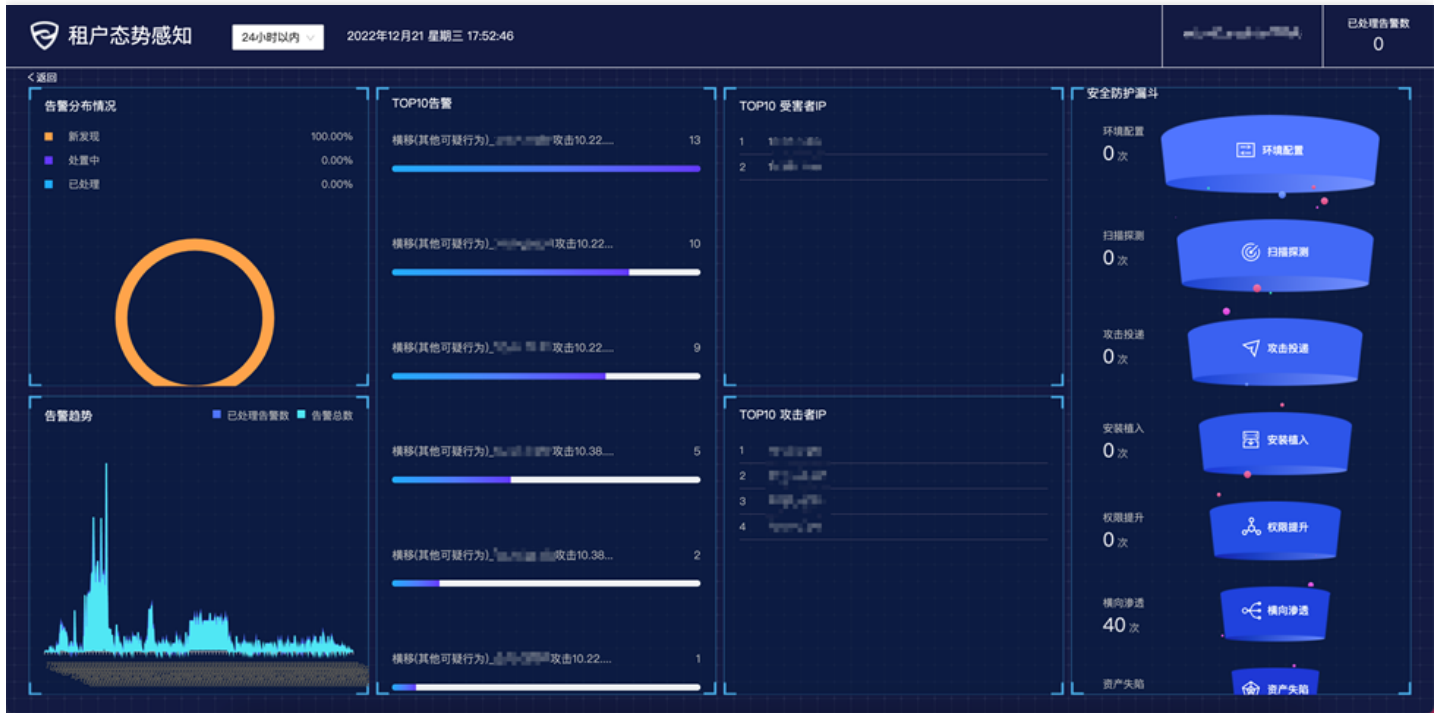 租户态势感知
24小时以内
2022年12月21 星期三 17:52:46
已处理告警数
0
<返回
告警分布情况
新发现 100.00%
处置中 0.00%
已处理 0.00%
告警趋势
已处理告警数 告警总数
TOP10告警
横移(其他可疑行为)_ 攻击10.22.... 13
横移(其他可疑行为)_ 攻击10.22... 10
横移(其他可疑行为)_ 攻击10.22.... 9
横移(其他可疑行为)_ 攻击10.38.... 5
横移(其他可疑行为)_ 攻击10.38... 2
横移(其他可疑行为)_ 攻击10.22.... 1
TOP10 受害者IP
1
2
TOP10 攻击者IP
1
2
3
4
安全防护漏斗
环境配置
0 次
环境配置
扫描探测
0 次
扫描探测
攻击投递
0 次
攻击投递
安装植入
0 次
安装植入
权限提升
0 次
权限提升
横向渗透
40 次
横向渗透
资产失陷
资产失陷